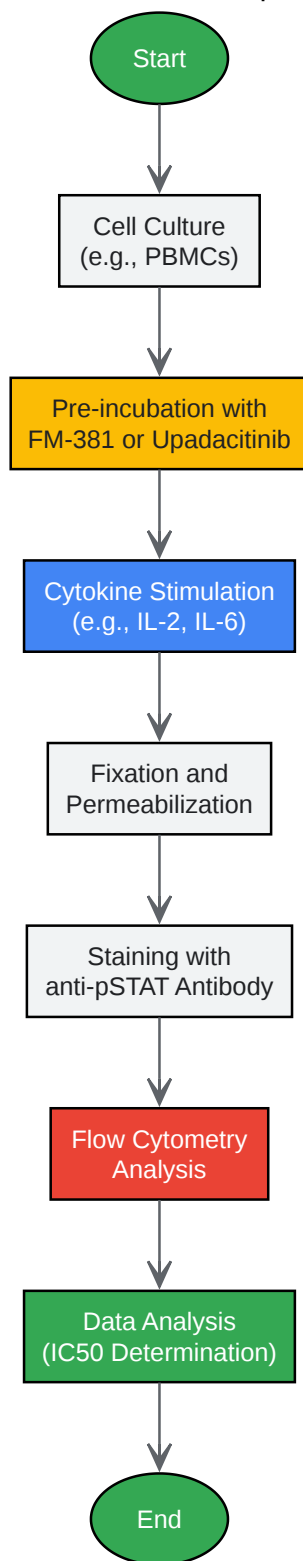 Start
Cell Culture
(e.g., PBMCs)
Pre-incubation with
FM-381 or Upadacitinib
Cytokine Stimulation
(e.g., IL-2, IL-6)
Fixation and
Permeabilization
Staining with
anti-pSTAT Antibody
Flow Cytometry
Analysis
Data Analysis
(IC50 Determination)
End